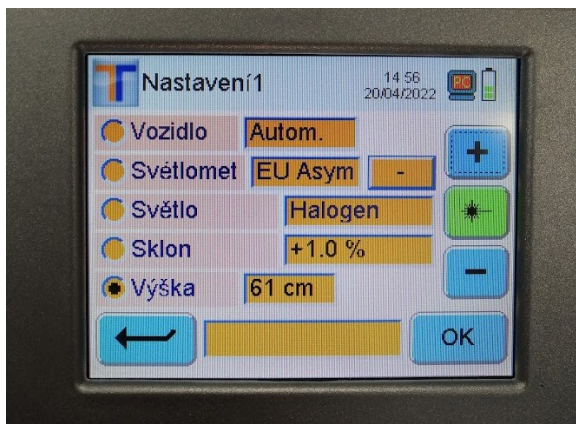 Nastavení1
14 56
20/04/2022
PC
Vozidlo Autom.
Světlomet EU Asym -
Světlo Halogen
Sklon +1.0 %
Výška 61 cm
+
-
OK